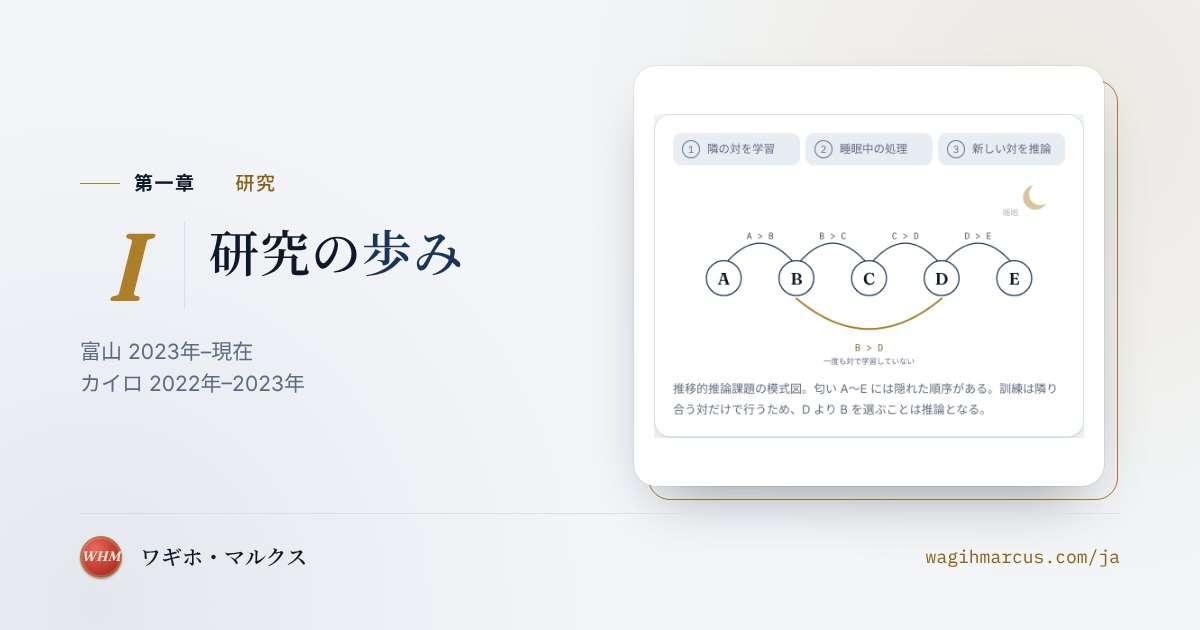 第一章 研究
I
研究の歩み
富山 2023年–現在
カイロ 2022年–2023年
1 隣の対を学習
2 睡眠中の処理
3 新しい対を推論
睡眠
A > B
B > C
C > D
D > E
A
B
C
D
E
B > D
一度も対で学習していない
推移的推論課題の模式図。匂い A〜E には隠れた順序がある。訓練は隣り
合う対だけで行うため、D より B を選ぶことは推論となる。
WHM
ワギホ・マルクス
wagihmarcus.com/ja